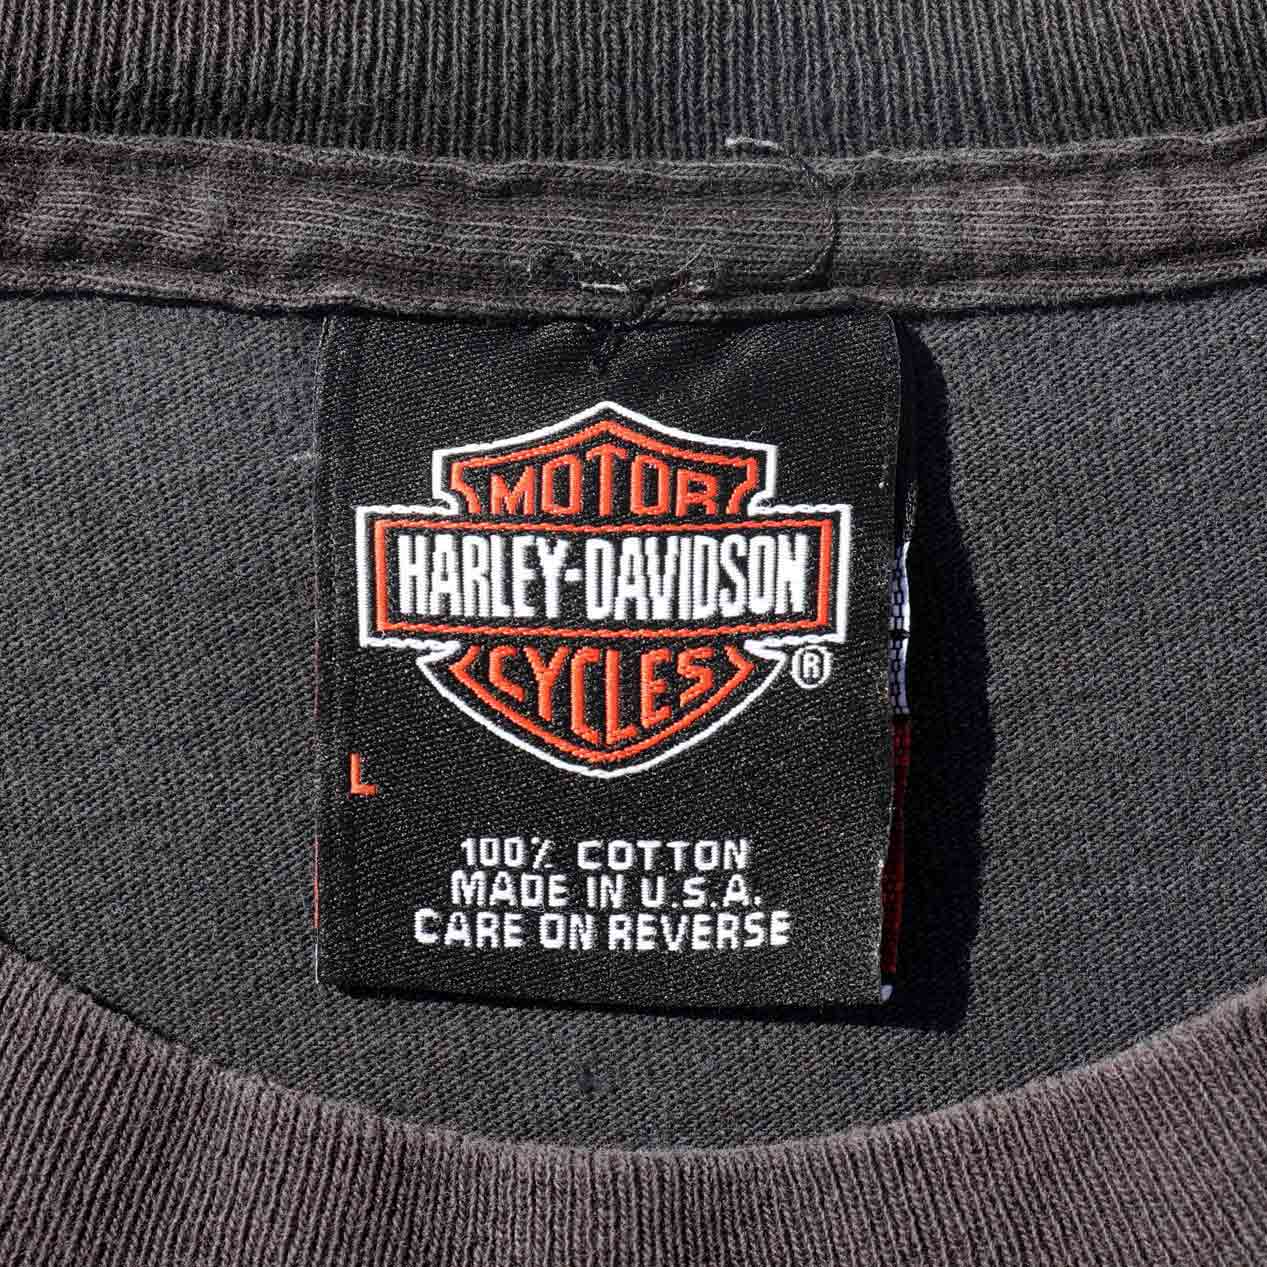 MOTOR
HARLEY-DAVIDSON
CYCLES
®
L
100% COTTON
MADE IN U.S.A.
CARE ON REVERSE